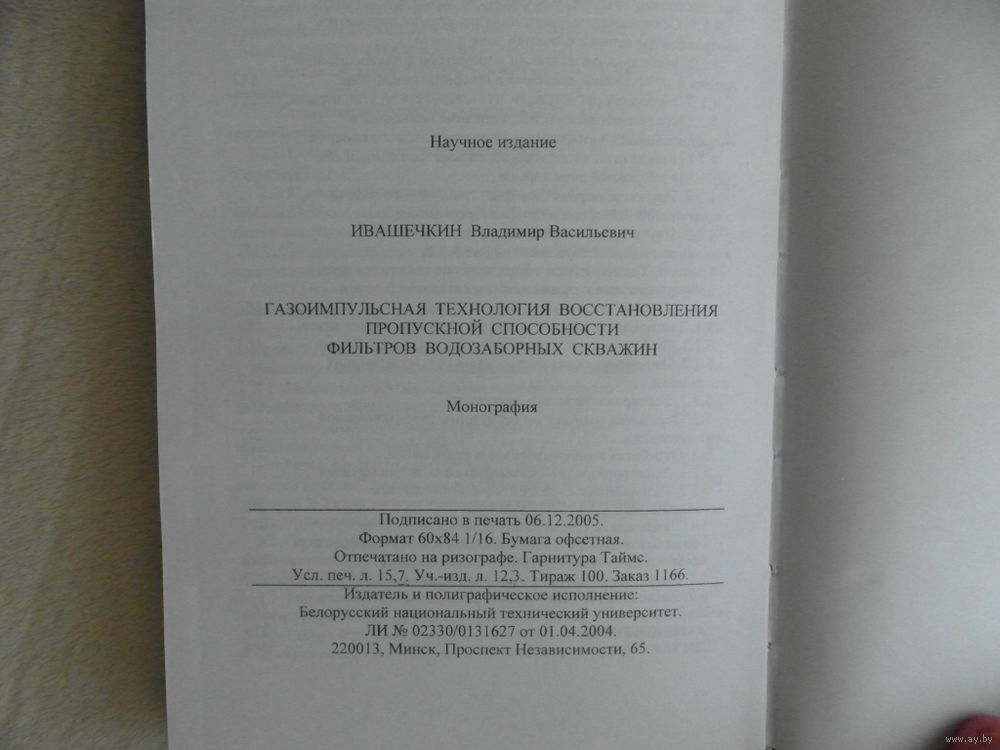 Научное издание
ИВАШЕЧКИН Владимир Васильевич
ГАЗОИМПУЛЬСНАЯ ТЕХНОЛОГИЯ ВОССТАНОВЛЕНИЯ
ПРОПУСКНОЙ СПОСОБНОСТИ
ФИЛЬТРОВ ВОДОЗАБОРНЫХ СКВАЖИН
Монография
Подписано в печать 06.12.2005.
Формат 60х84 1/16. Бумага офсетная.
Отпечатано на ризографе. Гарнитура Таймс.
Усл. печ. л. 15,7. Уч.-изд. л. 12,3. Тираж 100. Заказ 1166.
Издатель и полиграфическое исполнение:
Белорусский национальный технический университет.
ЛИ № 02330/0131627 от 01.04.2004.
220013, Минск, Проспект Независимости, 65.
www.ay.by